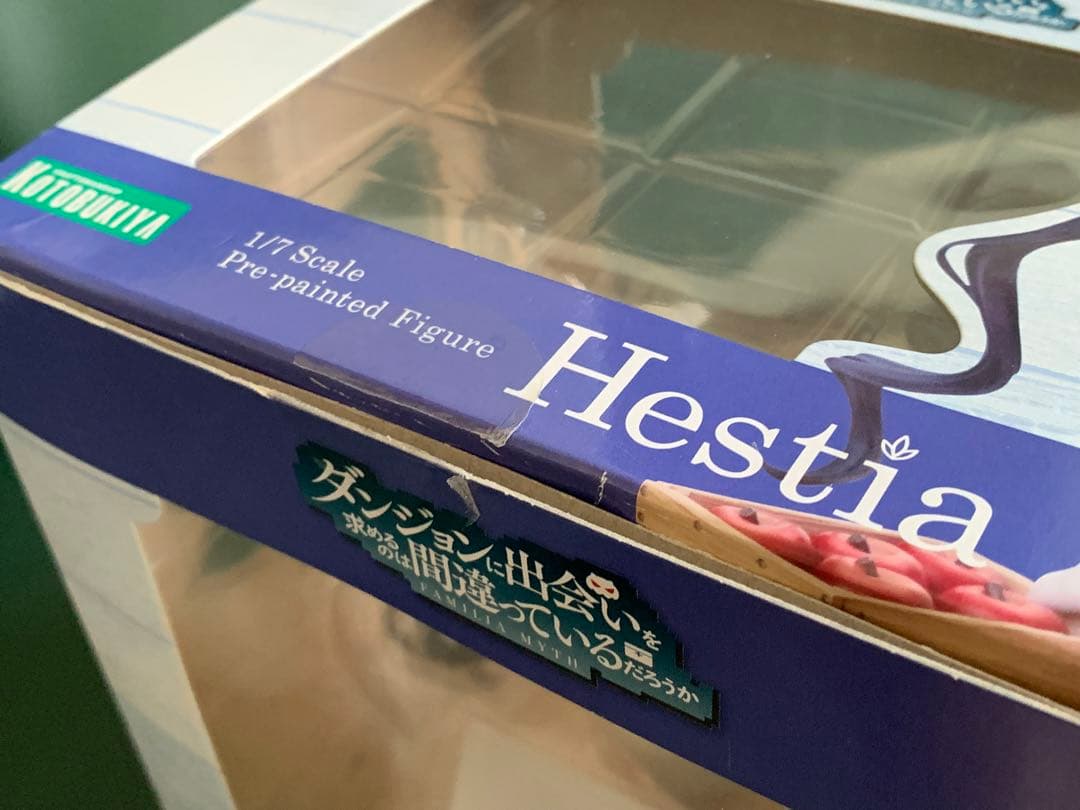 KOTOBUKIYA
1/7 Scale
Pre-painted Figure
Hestia
ダンジョンに出会いを
求めるのは間違っているだろうか
FAMILIA MYTH